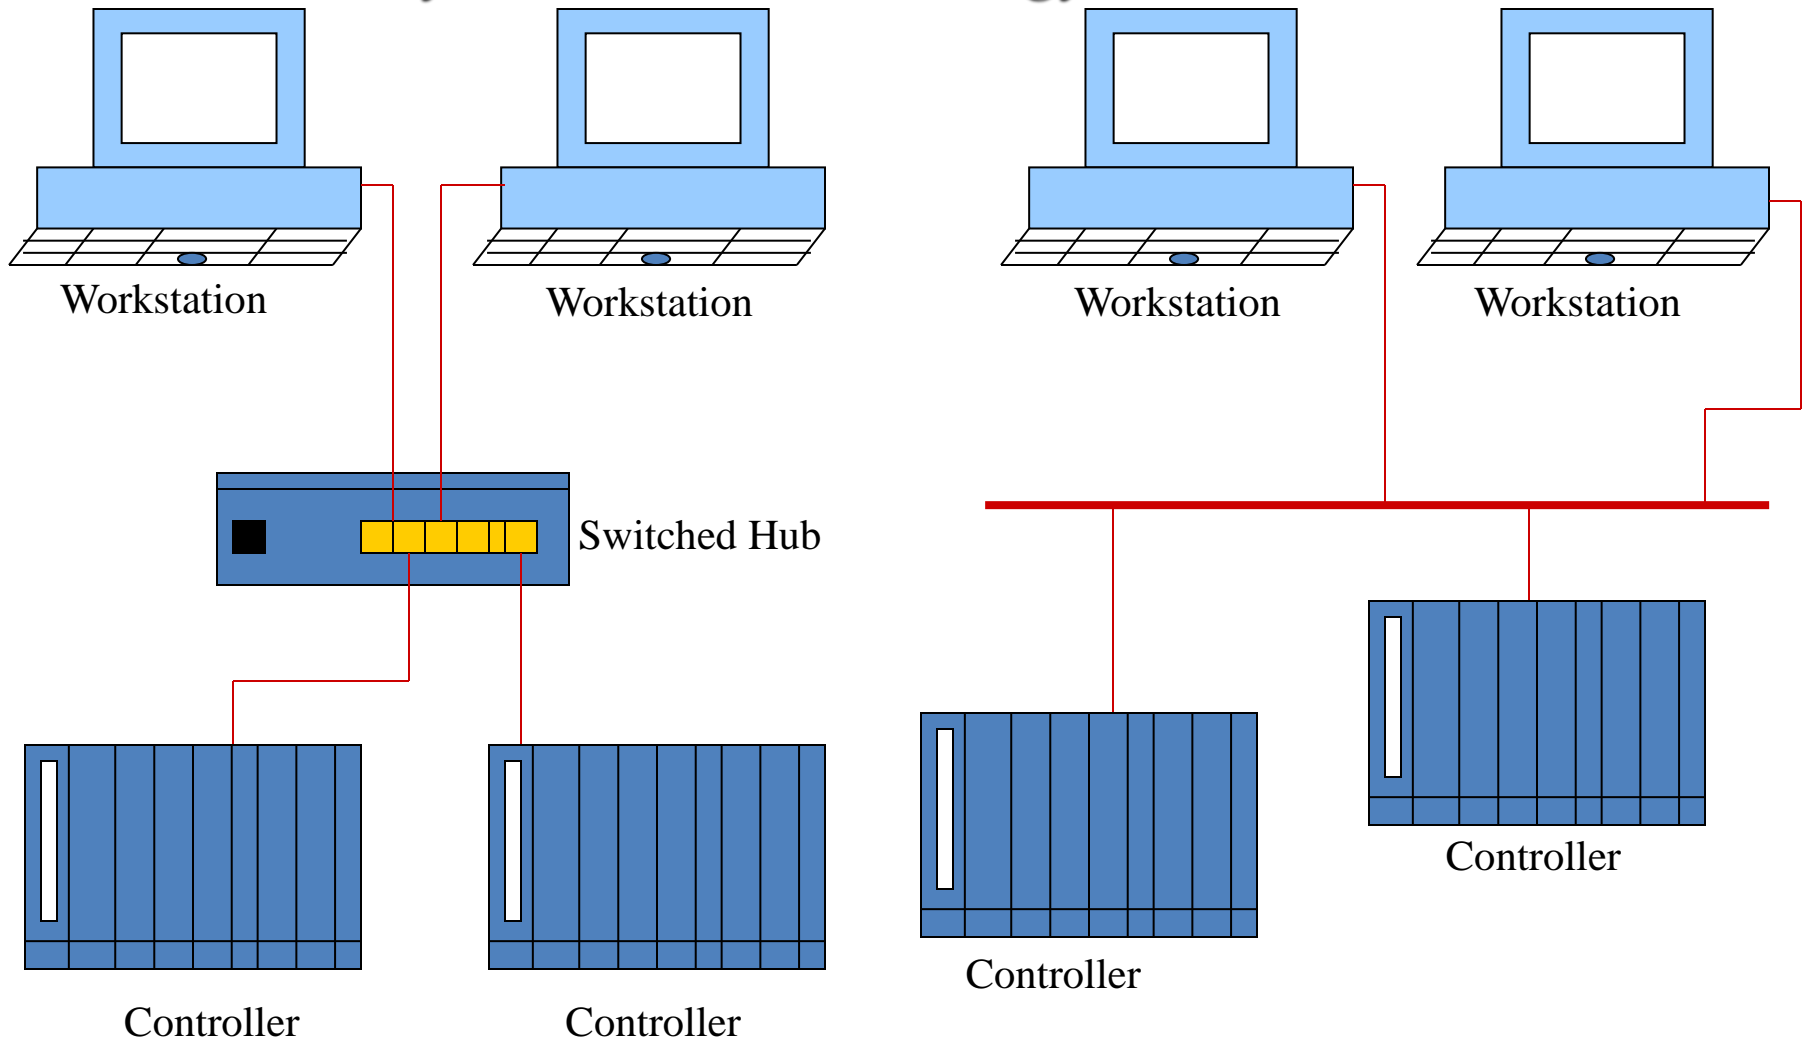 Workstation
Workstation
Workstation
Workstation
Switched Hub
Controller
Controller
Controller
Controller